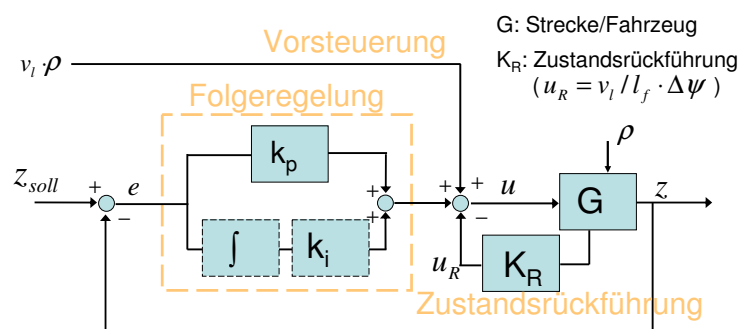 G: Strecke/Fahrzeug
Vorsteuerung
K_R: Zustandsrückführung
(u_R = v_l / l_f · Δψ)
v_l · ρ
Folgeregelung
k_p
ρ
z_soll
+
e
−
+
+
+
+
u
−
G
z
∫
k_i
u_R
K_R
Zustandsrückführung